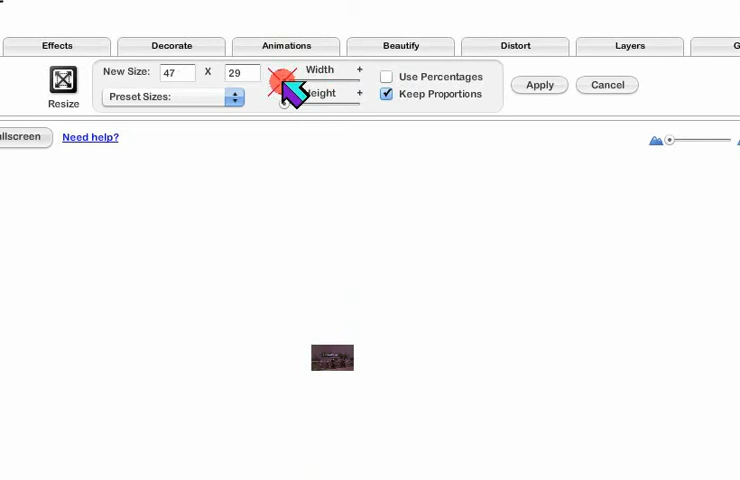 Effects Decorate Animations Beautify Distort Layers G
New Size: 47 X 29 Width + Use Percentages
Resize Preset Sizes: eight + Keep Proportions Apply Cancel
llscreen Need help?